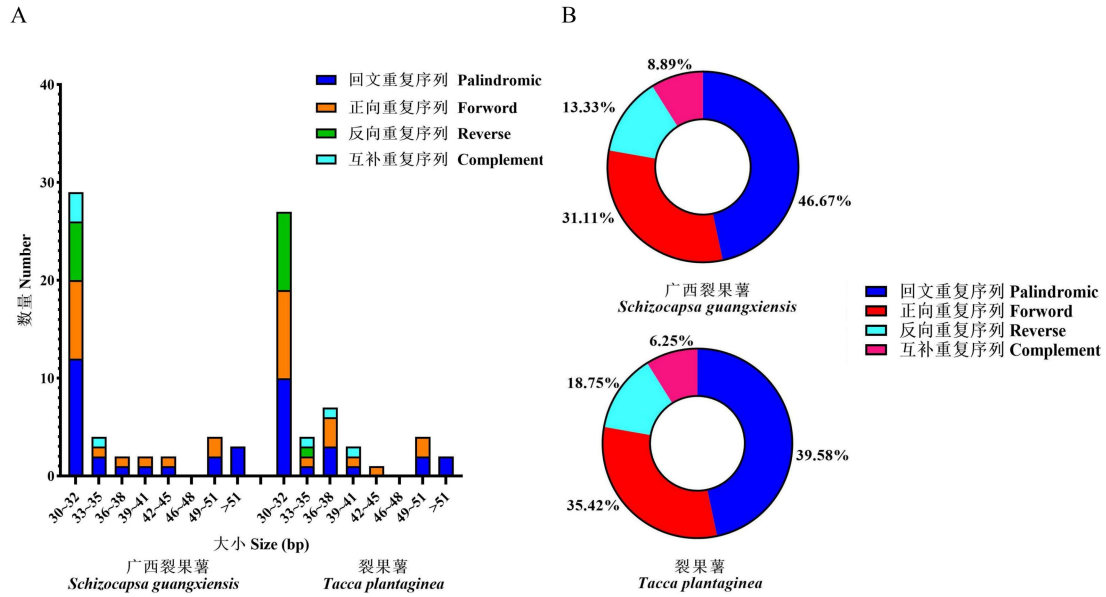 A
40
30
20
10
0
数量 Number
回文重复序列 Palindromic
正向重复序列 Forword
反向重复序列 Reverse
互补重复序列 Complement
30~32
33~35
36~38
39~41
42~45
46~48
49~51
>51
30~32
33~35
36~38
39~41
42~45
46~48
49~51
>51
大小 Size (bp)
广西裂果薯
Schizocapsa guangxiensis
裂果薯
Tacca plantaginea
B
8.89%
13.33%
31.11%
46.67%
广西裂果薯
Schizocapsa guangxiensis
回文重复序列 Palindromic
正向重复序列 Forword
反向重复序列 Reverse
互补重复序列 Complement
6.25%
18.75%
35.42%
39.58%
裂果薯
Tacca plantaginea